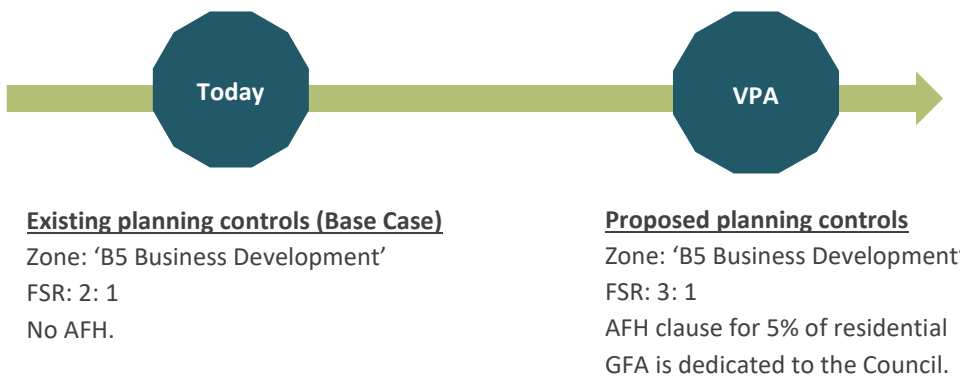 Today
VPA
Existing planning controls (Base Case)
Zone: ‘B5 Business Development’
FSR: 2: 1
No AFH.
Proposed planning controls
Zone: ‘B5 Business Development’
FSR: 3: 1
AFH clause for 5% of residential
GFA is dedicated to the Council.